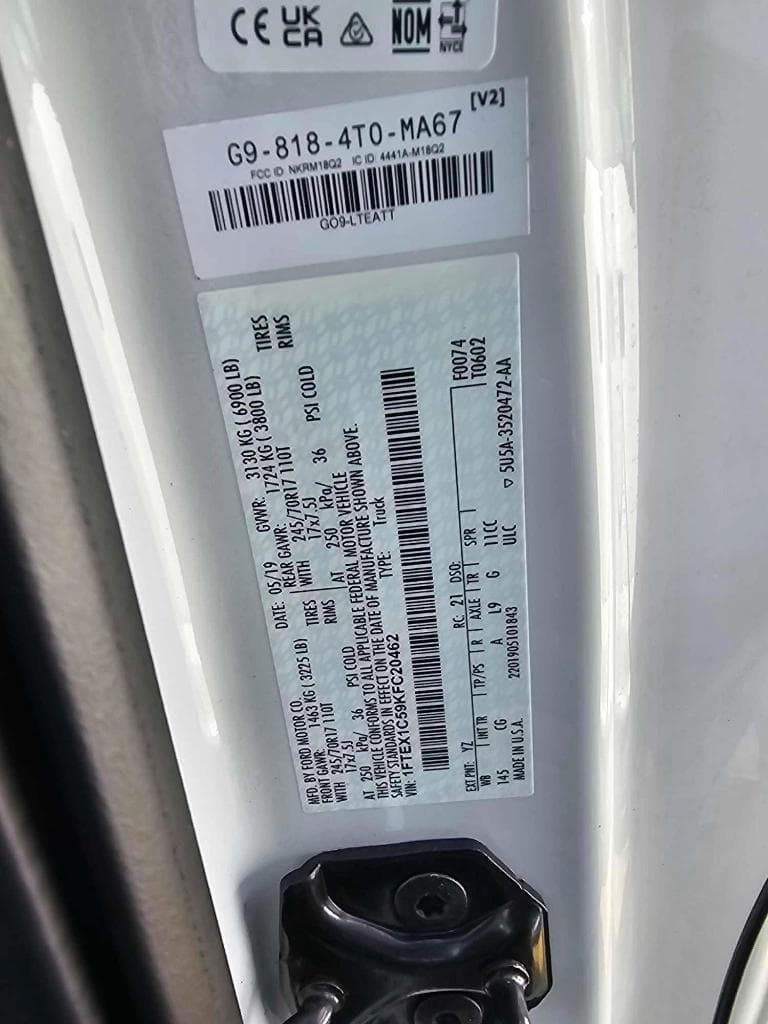 CE UK CA NOM NYCE
[V2]
G9-818-4T0-MA67
FCC ID NKRM18Q2 IC ID: 4441A-M18Q2
GO9-LTEATT
MFD. BY FORD MOTOR CO. DATE: 05/19 GVWR: 3130 KG ( 6900 LB)
FRONT GAWR: 1463 KG ( 3225 LB) REAR GAWR: 1724 KG ( 3800 LB)
WITH 245/70R17 110T TIRES WITH 245/70R17 110T TIRES
17x7.5J RIMS 17x7.5J RIMS
AT 250 kPa/ 36 PSI COLD AT 250 kPa/ 36 PSI COLD
THIS VEHICLE CONFORMS TO ALL APPLICABLE FEDERAL MOTOR VEHICLE
SAFETY STANDARDS IN EFFECT ON THE DATE OF MANUFACTURE SHOWN ABOVE.
VIN: 1FTEX1C59KFC20462 TYPE: Truck
F0074
EXT PNT: YZ RC: 21 DSO: T0602
WB INT TR TP/PS R AXLE TR SPR
145 CG A L9 G 11CC
ULC
MADE IN U.S.A. 2201905101843 ▽ 5U5A-3520472-AA